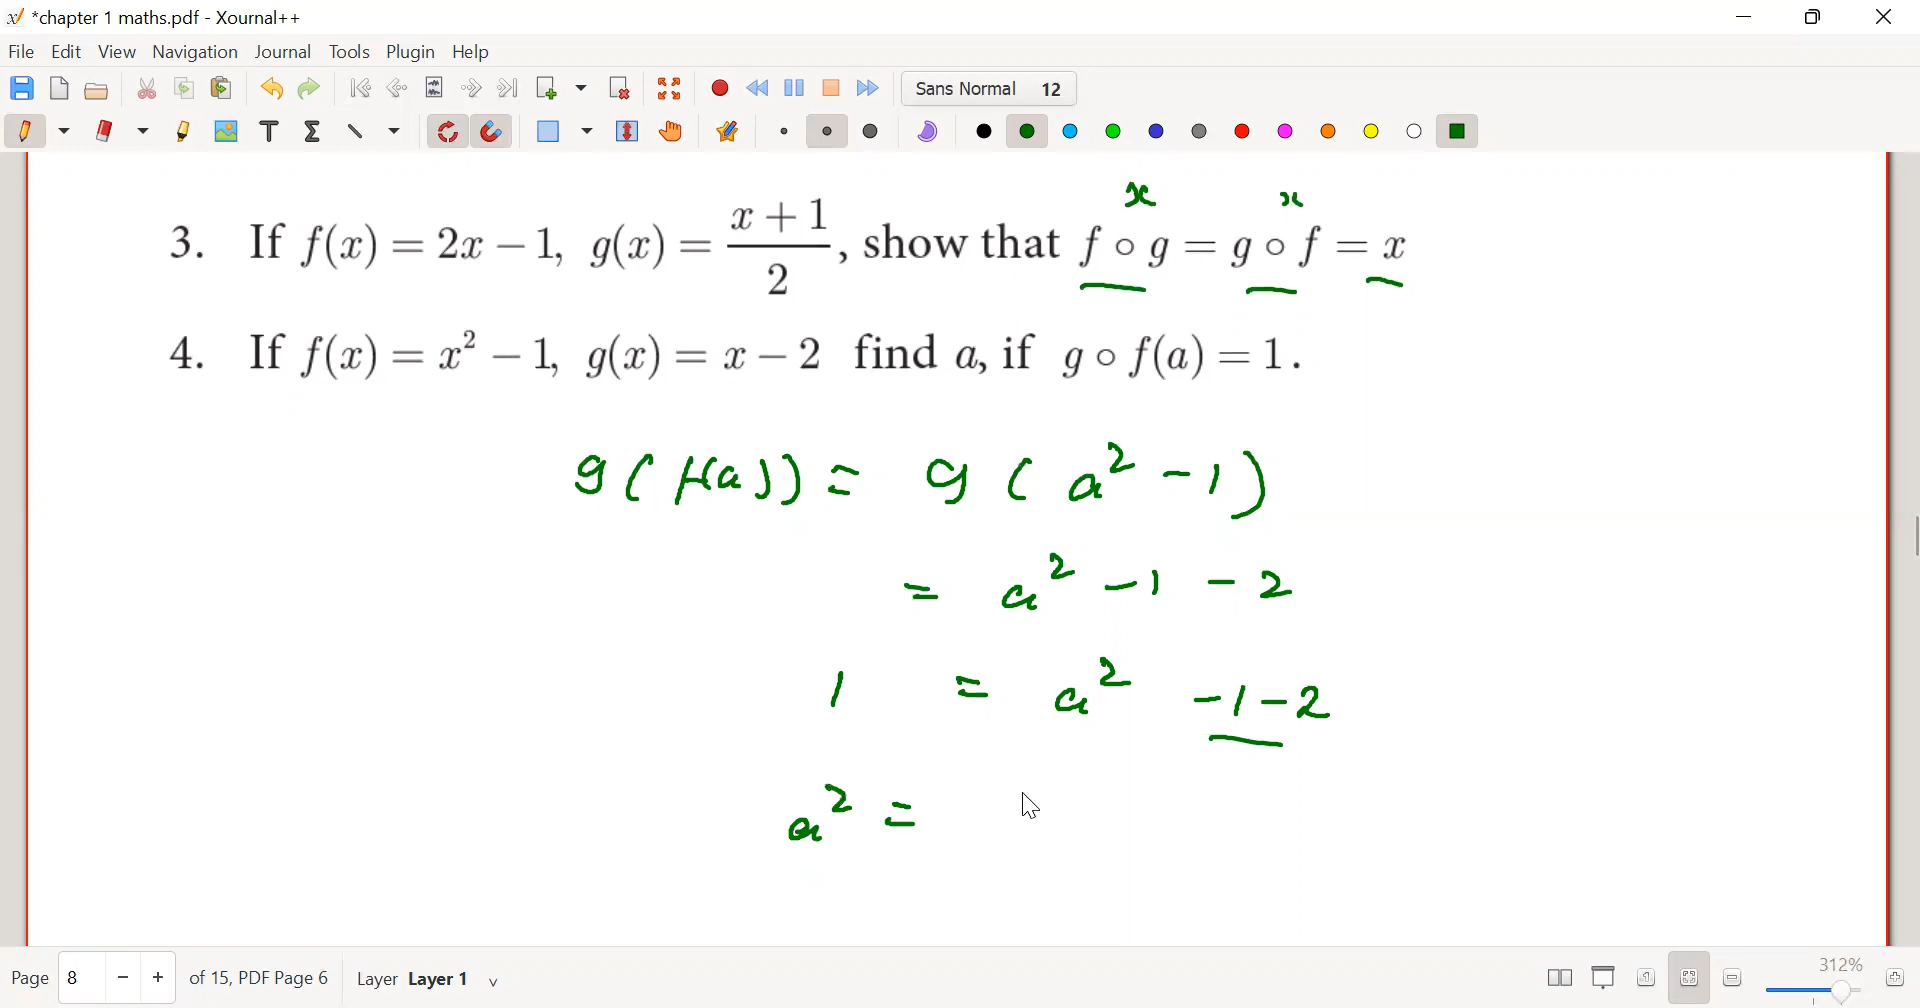 *chapter 1 maths.pdf - Xournal++
File Edit View Navigation Journal Tools Plugin Help
Sans Normal 12
x x
3. If f(x) = 2x − 1, g(x) = (x + 1)/2, show that f ∘ g = g ∘ f = x
4. If f(x) = x² − 1, g(x) = x − 2 find a, if g ∘ f(a) = 1.
g(f(a)) = g(a² − 1)
= a² − 1 − 2
1 = a² − 1 − 2
a² =
Page 8 − + of 15, PDF Page 6 Layer Layer 1 312%